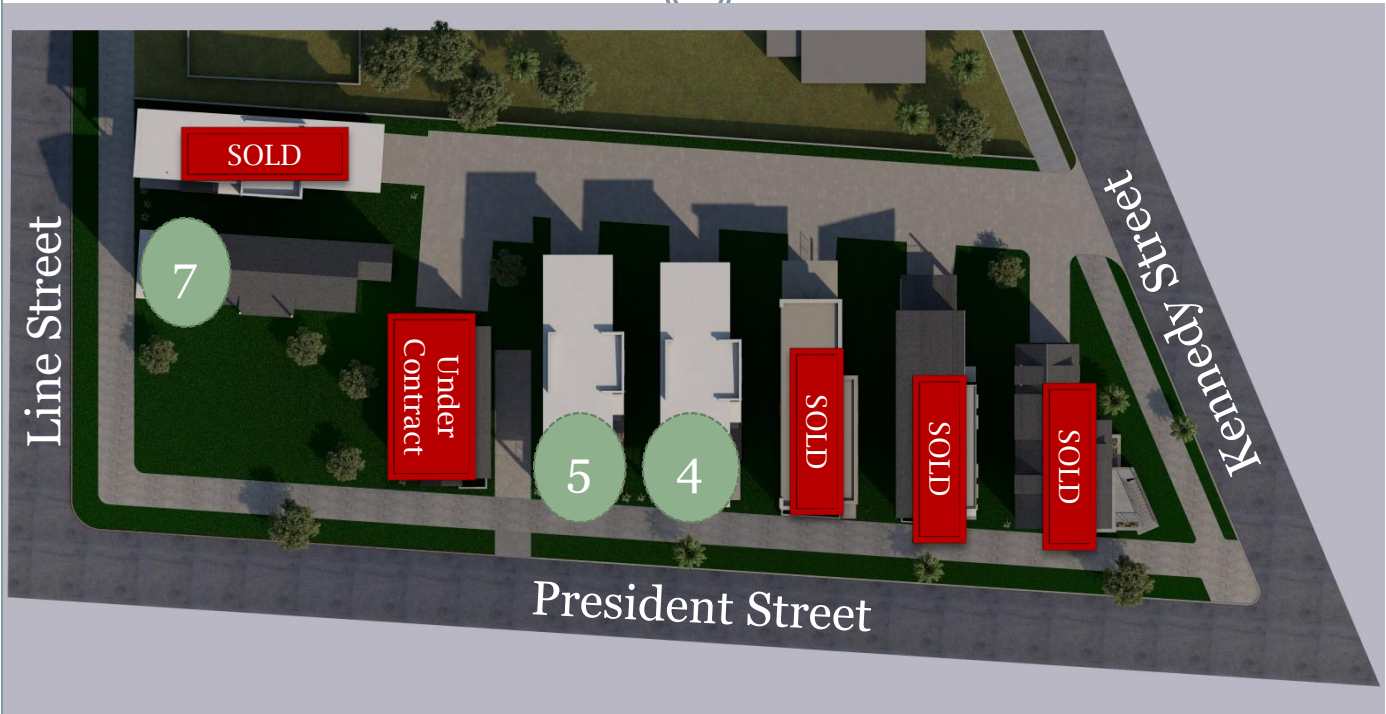 SOLD
Kennedy Street
Line Street
7
Under
Contract
5
4
SOLD
SOLD
SOLD
President Street